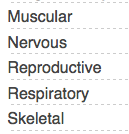 Muscular
Nervous
Reproductive
Respiratory
Skeletal